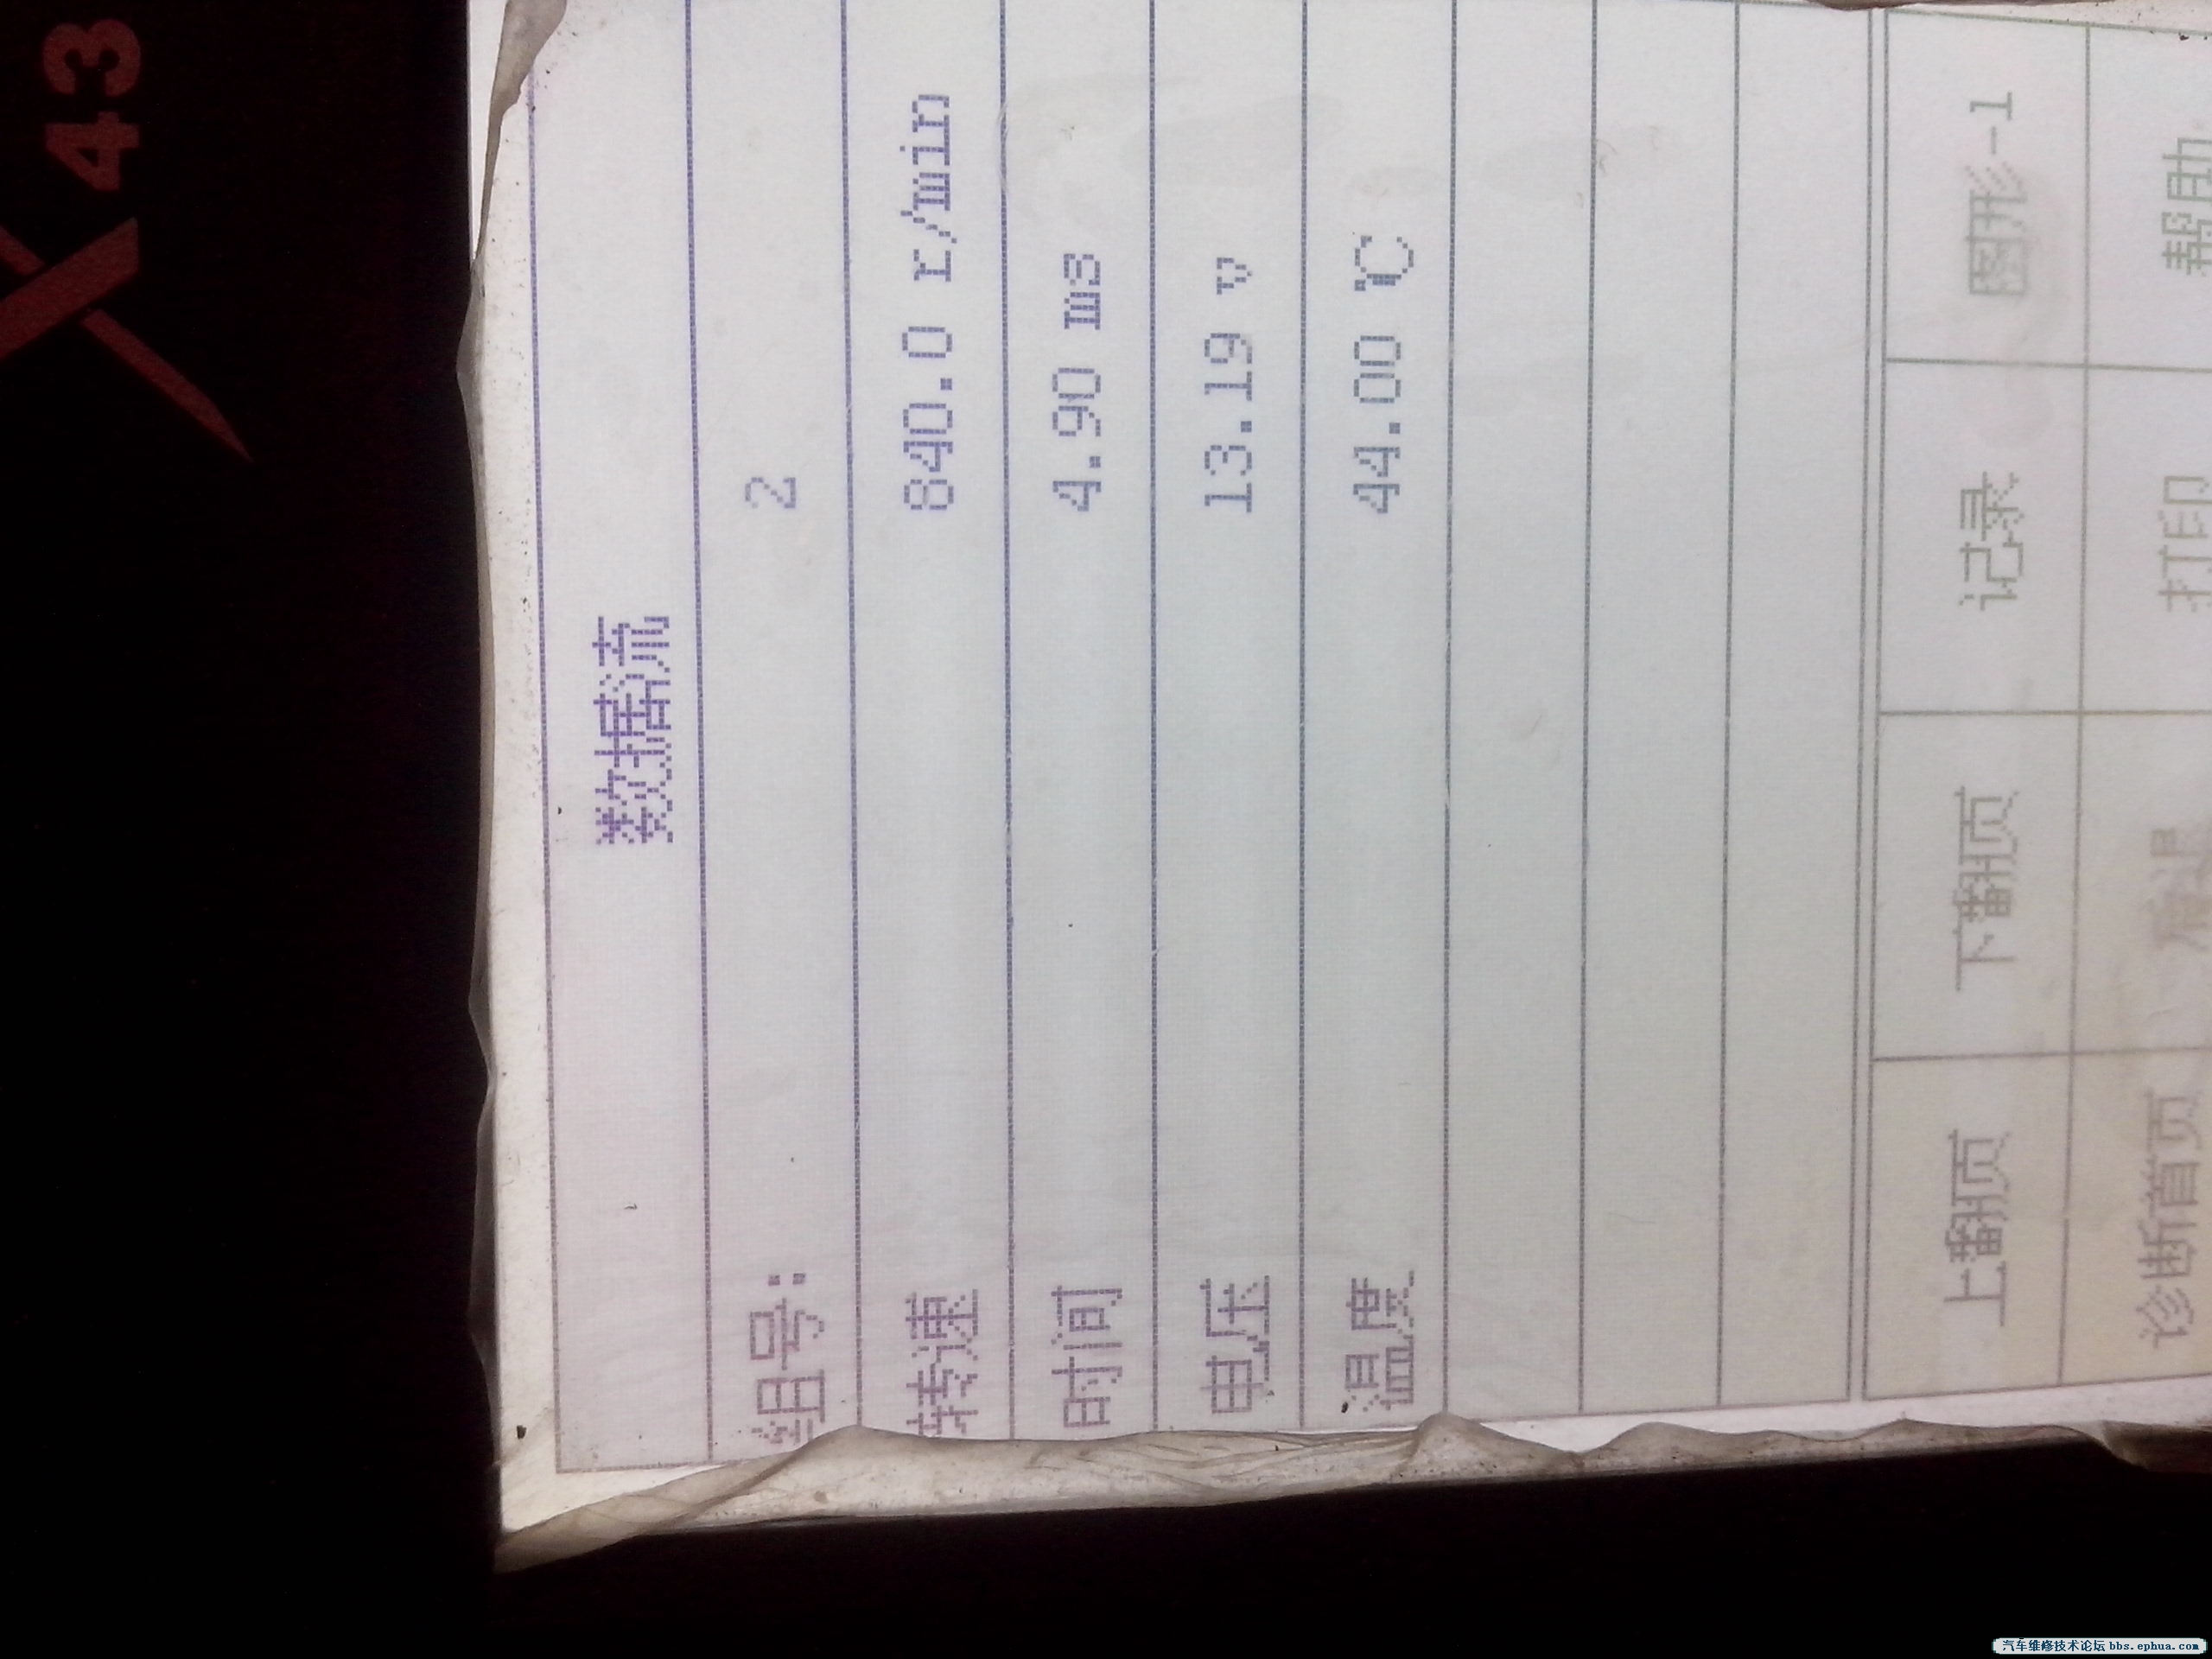 X43
数据流
组号: 2
转速 840.0 r/min
时间 4.90 ms
电压 13.19 v
温度 44.00 ℃
上翻页 下翻页 记录 图形-1
诊断首页 后退 打印 帮助
汽车维修技术论坛 bbs.ephua.com